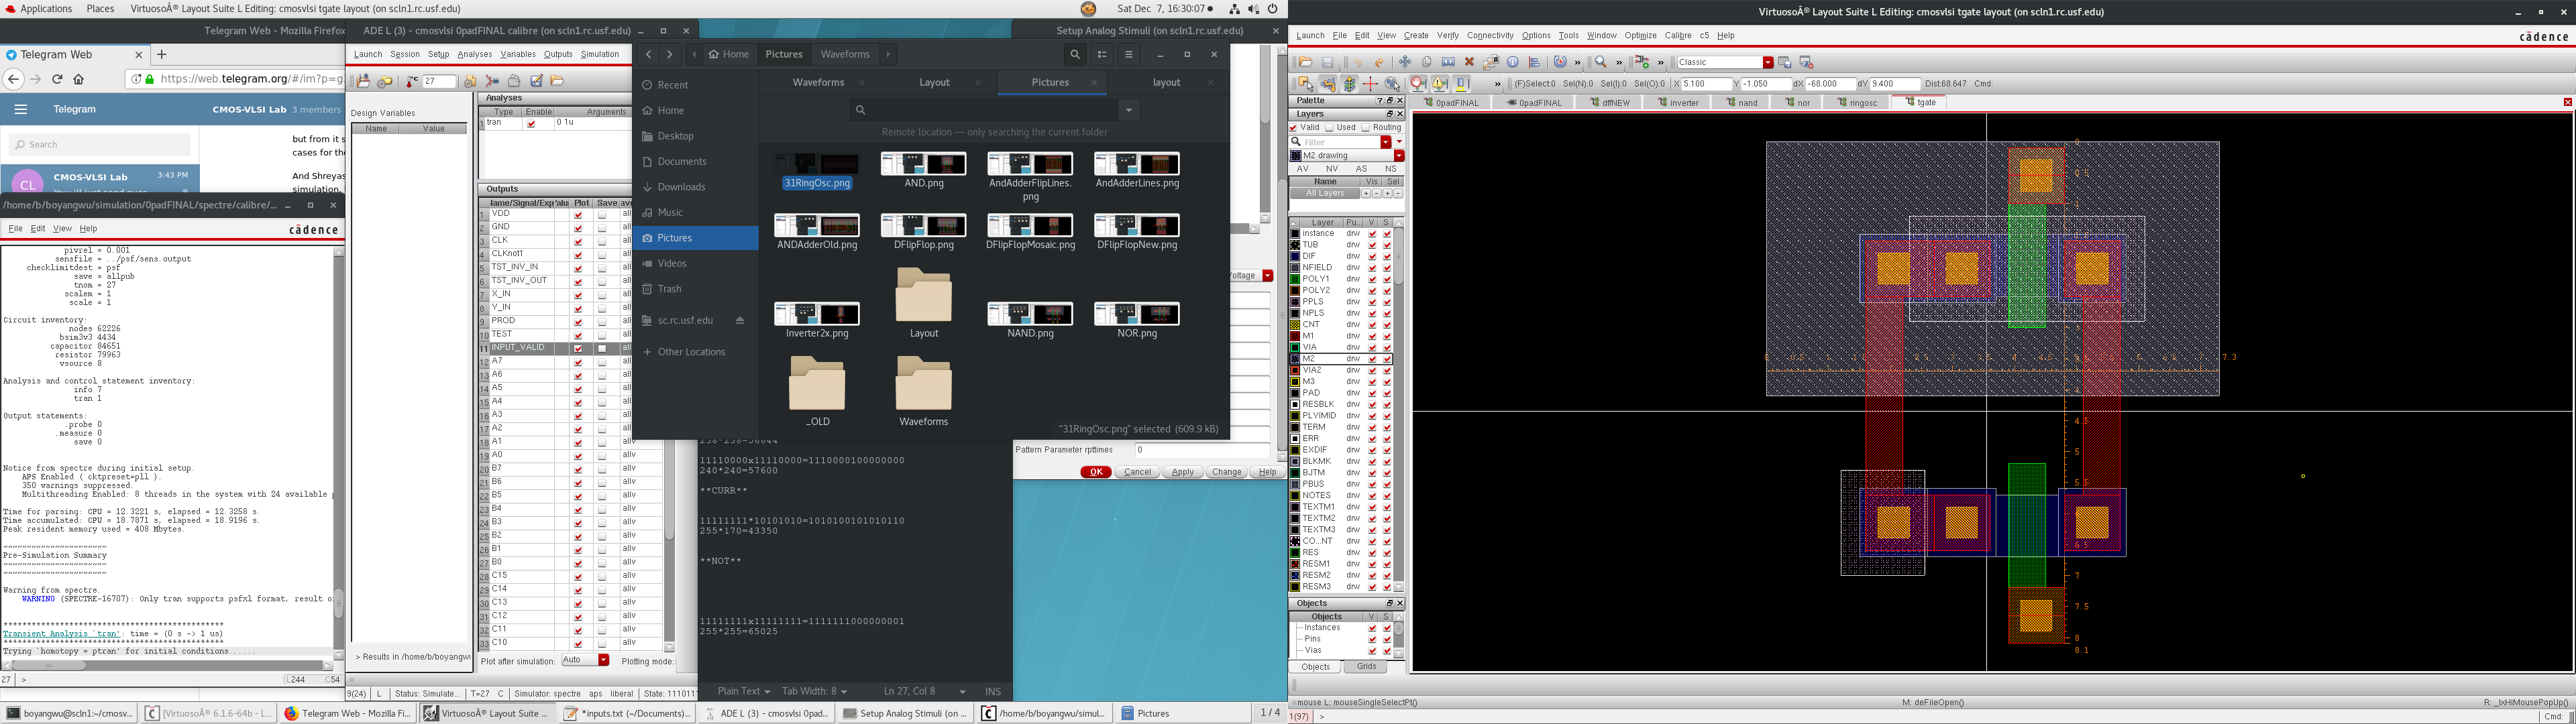 Applications Places VirtuosoÂ® Layout Suite L Editing: cmosvlsi tgate layout (on scln1.rc.usf.edu) Sat Dec 7, 16:30:07
Telegram Web - Mozilla Firefox
Telegram Web
https://web.telegram.org/#/im?p=g
Telegram CMOS-VLSI Lab 3 members
Search
CL
CMOS-VLSI Lab 3:43 PM
but from it s
cases for the
And Shreyas
simulation,
/home/b/boyangwu/simulation/0padFINAL/spectre/calibre/...
File Edit View Help cādence
pivrel = 0.001
sensfile = ../psf/sens.output
checklimitdest = psf
save = allpub
tnom = 27
scalem = 1
scale = 1
Circuit inventory:
nodes 62226
bsim3v3 4434
capacitor 84651
resistor 79963
vsource 8
Analysis and control statement inventory:
info 7
tran 1
Output statements:
.probe 0
.measure 0
save 0
Notice from spectre during initial setup.
APS Enabled ( cktpreset=pll ).
350 warnings suppressed.
Multithreading Enabled: 8 threads in the system with 24 available p
Time for parsing: CPU = 12.3221 s, elapsed = 12.3258 s.
Time accumulated: CPU = 18.7871 s, elapsed = 18.9196 s.
Peak resident memory used = 408 Mbytes.
~~~~~~~~~~~~~~~~~~~~~~
Pre-Simulation Summary
~~~~~~~~~~~~~~~~~~~~~~
Warning from spectre.
WARNING (SPECTRE-16707): Only tran supports psfxl format, result o
Transient Analysis `tran': time = (0 s -> 1 us)
Trying `homotopy = ptran' for initial conditions......
27 > L244 C54
ADE L (3) - cmosvlsi 0padFINAL calibre (on scln1.rc.usf.edu)
Launch Session Setup Analyses Variables Outputs Simulation
27
Design Variables
Name Value
Analyses
Type Enable Arguments
1 tran 0 1u
Outputs
Name/Signal/Expr Plot Save
1 VDD
2 GND
3 CLK
4 CLKnot1
5 TST_INV_IN
6 TST_INV_OUT
7 X_IN
8 Y_IN
9 PROD
10 TEST
11 INPUT_VALID
12 A7
13 A6
14 A5
15 A4
16 A3
17 A2
18 A1
19 A0
20 B7
21 B6
22 B5
23 B4
24 B3
25 B2
26 B1
27 B0
28 C15
29 C14
30 C13
31 C12
32 C11
33 C10
> Results in /home/b/boyangwu
Plot after simulation: Auto Plotting mode:
9(24) L Status: Simulate... T=27 C Simulator: spectre aps liberal State: 1110111
Home Pictures Waveforms
Waveforms Layout Pictures layout
Remote location — only searching the current folder
Recent
Home
Desktop
Documents
Downloads
Music
Pictures
Videos
Trash
sc.rc.usf.edu
Other Locations
31RingOsc.png AND.png AndAdderFlipLines.png AndAdderLines.png
ANDAdderOld.png DFlipFlop.png DFlipFlopMosaic.png DFlipFlopNew.png
Inverter2x.png Layout NAND.png NOR.png
_OLD Waveforms
"31RingOsc.png" selected (609.9 kB)
238*238=56644
11110000x11110000=1110000100000000
240*240=57600
**CURR**
11111111*10101010=1010100101010110
255*170=43350
**NOT**
11111111x11111111=1111111000000001
255*255=65025
Plain Text Tab Width: 8 Ln 27, Col 8 INS
Setup Analog Stimuli (on scln1.rc.usf.edu)
Voltage
Pattern Parameter rpttimes 0
OK Cancel Apply Change Help
boyangwu@scln1:~/cmosv... [VirtuosoÂ® 6.1.6-64b - L... Telegram Web - Mozilla Fi... VirtuosoÂ® Layout Suite ... *inputs.txt (~/Documents)... ADE L (3) - cmosvlsi 0pad... Setup Analog Stimuli (on ... /home/b/boyangwu/simul... Pictures 1 / 4
VirtuosoÂ® Layout Suite L Editing: cmosvlsi tgate layout (on scln1.rc.usf.edu)
Launch File Edit View Create Verify Connectivity Options Tools Window Optimize Calibre c5 Help cādence
Classic
(F)Select:0 Sel(N):0 Sel(I):0 Sel(O):0 X 5.100 Y -1.050 dX -68.000 dY 9.400 Dist:68.647 Cmd:
Palette
0padFINAL 0padFINAL dffNEW inverter nand nor ringosc tgate
Layers
Valid Used Routing
Filter
M2 drawing
AV NV AS NS
Name Vis Sel
All Layers
Layer Pu... V S
instance drw
TUB drw
DIF drw
NFIELD drw
POLY1 drw
POLY2 drw
PPLS drw
NPLS drw
CNT drw
M1 drw
VIA drw
M2 drw
VIA2 drw
M3 drw
PAD drw
RESBLK drw
PLYIMID drw
TERM drw
ERR drw
EXDIF drw
BLKMK drw
BJTM drw
PBUS drw
NOTES drw
TEXTM1 drw
TEXTM2 drw
TEXTM3 drw
CO...NT drw
RES drw
RESM1 drw
RESM2 drw
RESM3 drw
Objects
Objects V S
Instances
Pins
Vias
Objects Grids
7.3
7
7.5
8
8.1
mouse L: mouseSingleSelectPt() M: deFileOpen() R: _lxHiMousePopUp()
1(97) > Cmd: